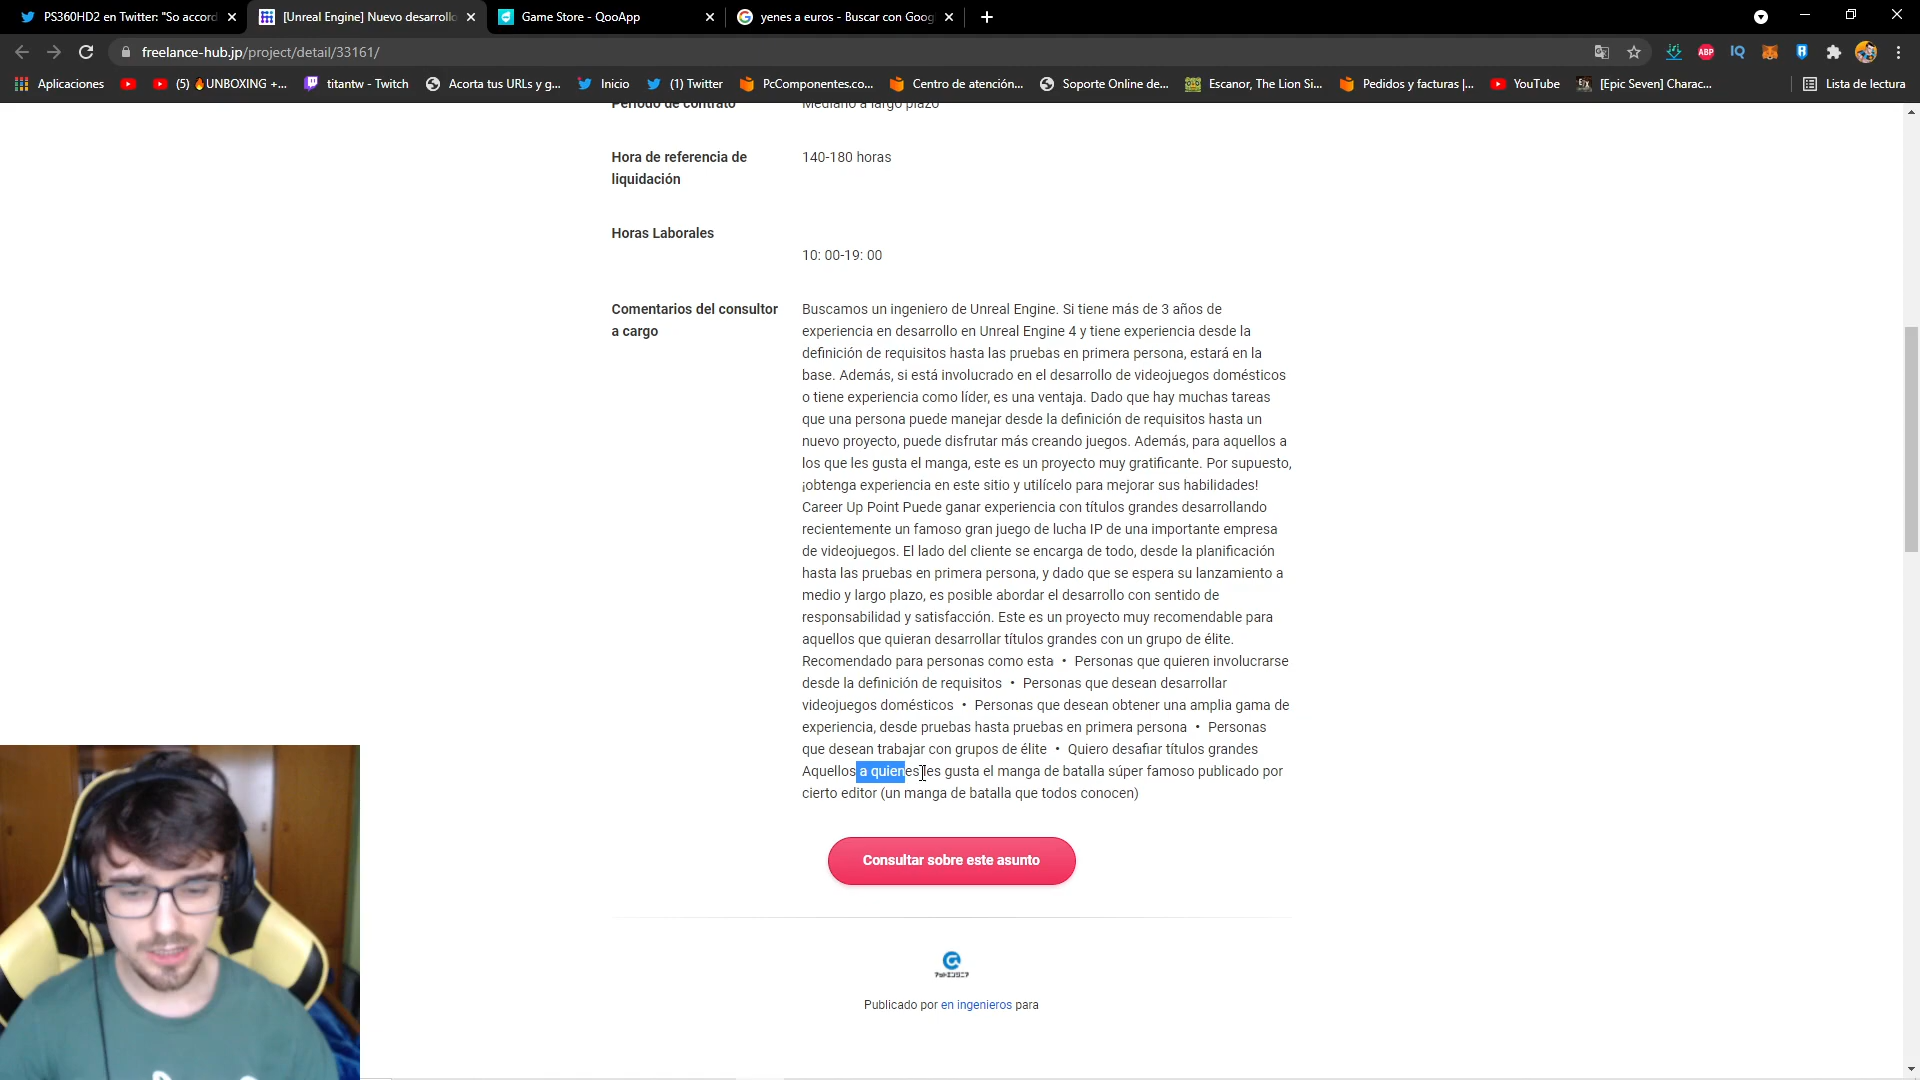 PS360HD2 en Twitter: "So accord
[Unreal Engine] Nuevo desarrollo
Game Store - QooApp
yenes a euros - Buscar con Goog
freelance-hub.jp/project/detail/33161/
Aplicaciones
(5) 🔥UNBOXING +...
titantw - Twitch
Acorta tus URLs y g...
Inicio
(1) Twitter
PcComponentes.co...
Centro de atención...
Soporte Online de...
Escanor, The Lion Si...
Pedidos y facturas |...
YouTube
[Epic Seven] Charac...
Lista de lectura
Periodo de contrato
Mediano a largo plazo
Hora de referencia de
liquidación
140-180 horas
Horas Laborales
10: 00-19: 00
Comentarios del consultor
a cargo
Buscamos un ingeniero de Unreal Engine. Si tiene más de 3 años de
experiencia en desarrollo en Unreal Engine 4 y tiene experiencia desde la
definición de requisitos hasta las pruebas en primera persona, estará en la
base. Además, si está involucrado en el desarrollo de videojuegos domésticos
o tiene experiencia como líder, es una ventaja. Dado que hay muchas tareas
que una persona puede manejar desde la definición de requisitos hasta un
nuevo proyecto, puede disfrutar más creando juegos. Además, para aquellos a
los que les gusta el manga, este es un proyecto muy gratificante. Por supuesto,
¡obtenga experiencia en este sitio y utilícelo para mejorar sus habilidades!
Career Up Point Puede ganar experiencia con títulos grandes desarrollando
recientemente un famoso gran juego de lucha IP de una importante empresa
de videojuegos. El lado del cliente se encarga de todo, desde la planificación
hasta las pruebas en primera persona, y dado que se espera su lanzamiento a
medio y largo plazo, es posible abordar el desarrollo con sentido de
responsabilidad y satisfacción. Este es un proyecto muy recomendable para
aquellos que quieran desarrollar títulos grandes con un grupo de élite.
Recomendado para personas como esta • Personas que quieren involucrarse
desde la definición de requisitos • Personas que desean desarrollar
videojuegos domésticos • Personas que desean obtener una amplia gama de
experiencia, desde pruebas hasta pruebas en primera persona • Personas
que desean trabajar con grupos de élite • Quiero desafiar títulos grandes
Aquellos a quienes les gusta el manga de batalla súper famoso publicado por
cierto editor (un manga de batalla que todos conocen)
Consultar sobre este asunto
アットエンジニア
Publicado por en ingenieros para